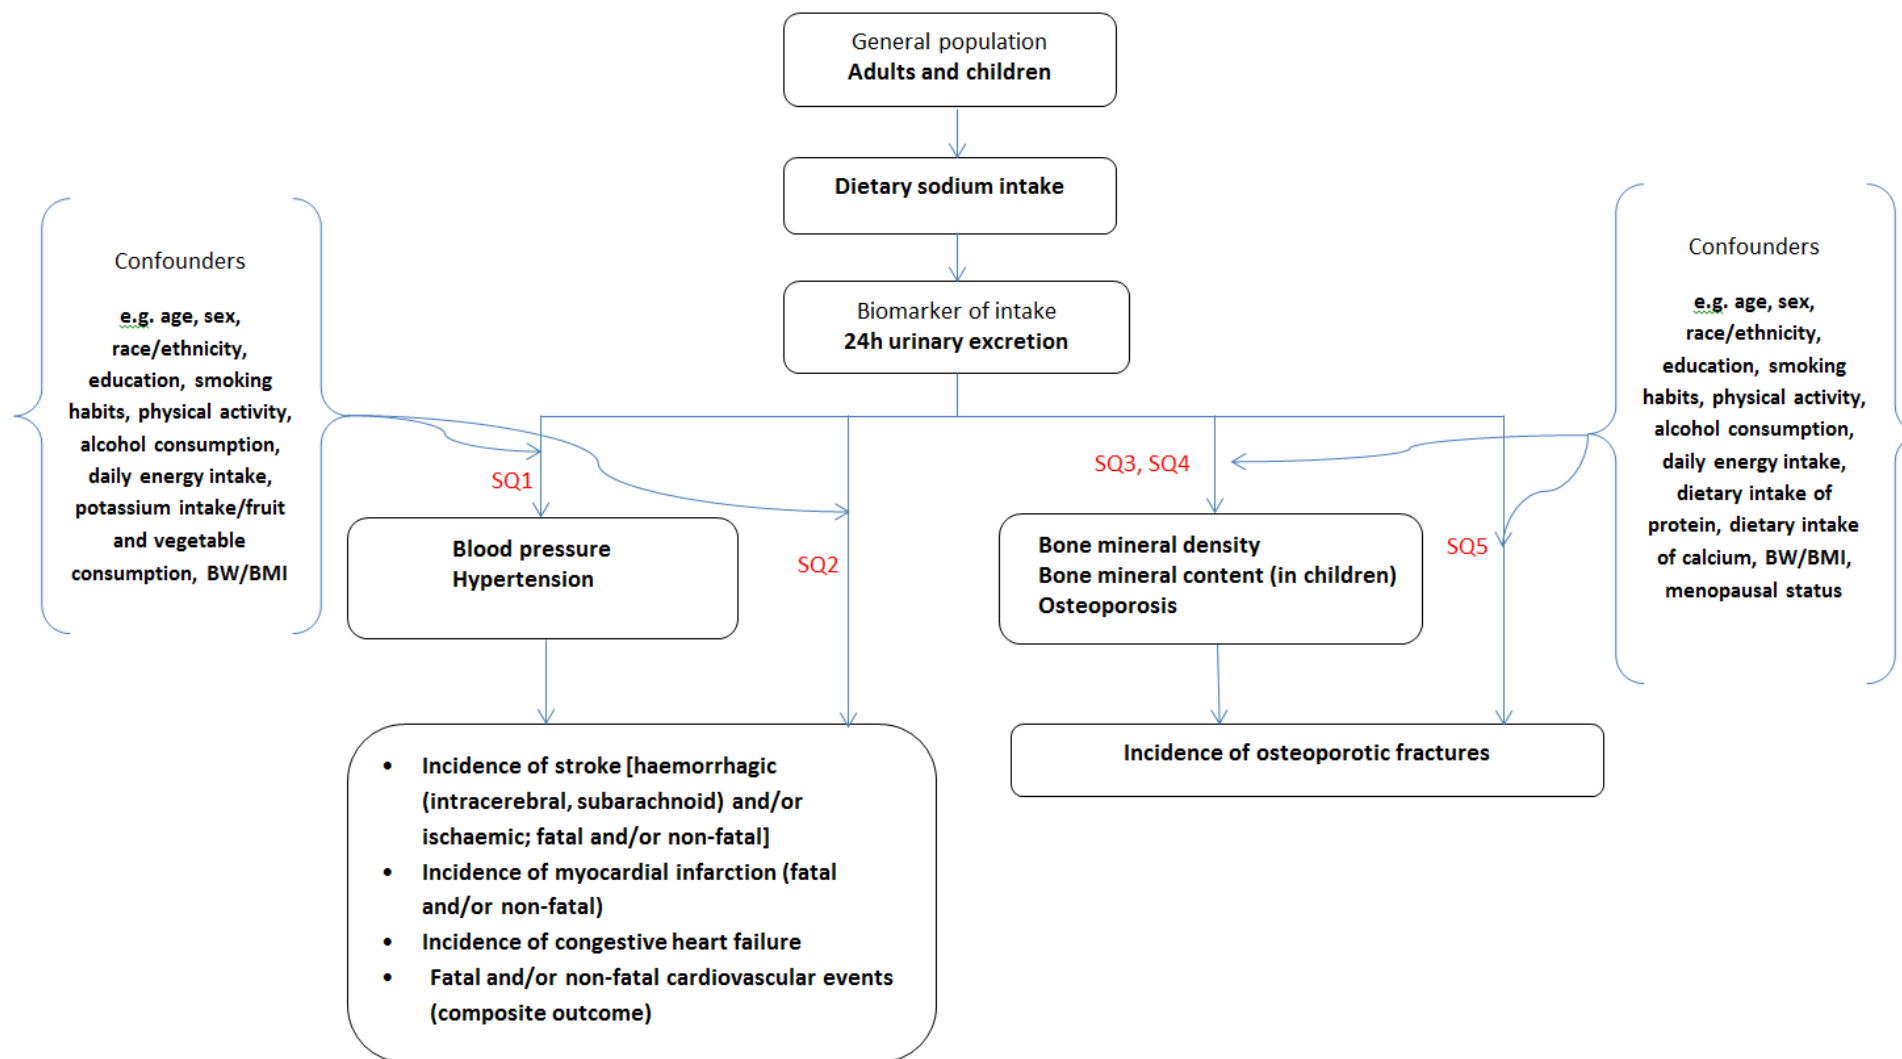 General population
Adults and children
Dietary sodium intake
Biomarker of intake
24h urinary excretion
Confounders
e.g. age, sex,
race/ethnicity,
education, smoking
habits, physical activity,
alcohol consumption,
daily energy intake,
potassium intake/fruit
and vegetable
consumption, BW/BMI
SQ1
SQ2
SQ3, SQ4
SQ5
Confounders
e.g. age, sex,
race/ethnicity,
education, smoking
habits, physical activity,
alcohol consumption,
daily energy intake,
dietary intake of
protein, dietary intake
of calcium, BW/BMI,
menopausal status
Blood pressure
Hypertension
Bone mineral density
Bone mineral content (in children)
Osteoporosis
• Incidence of stroke [haemorrhagic
(intracerebral, subarachnoid) and/or
ischaemic; fatal and/or non-fatal]
• Incidence of myocardial infarction (fatal
and/or non-fatal)
• Incidence of congestive heart failure
• Fatal and/or non-fatal cardiovascular events
(composite outcome)
Incidence of osteoporotic fractures